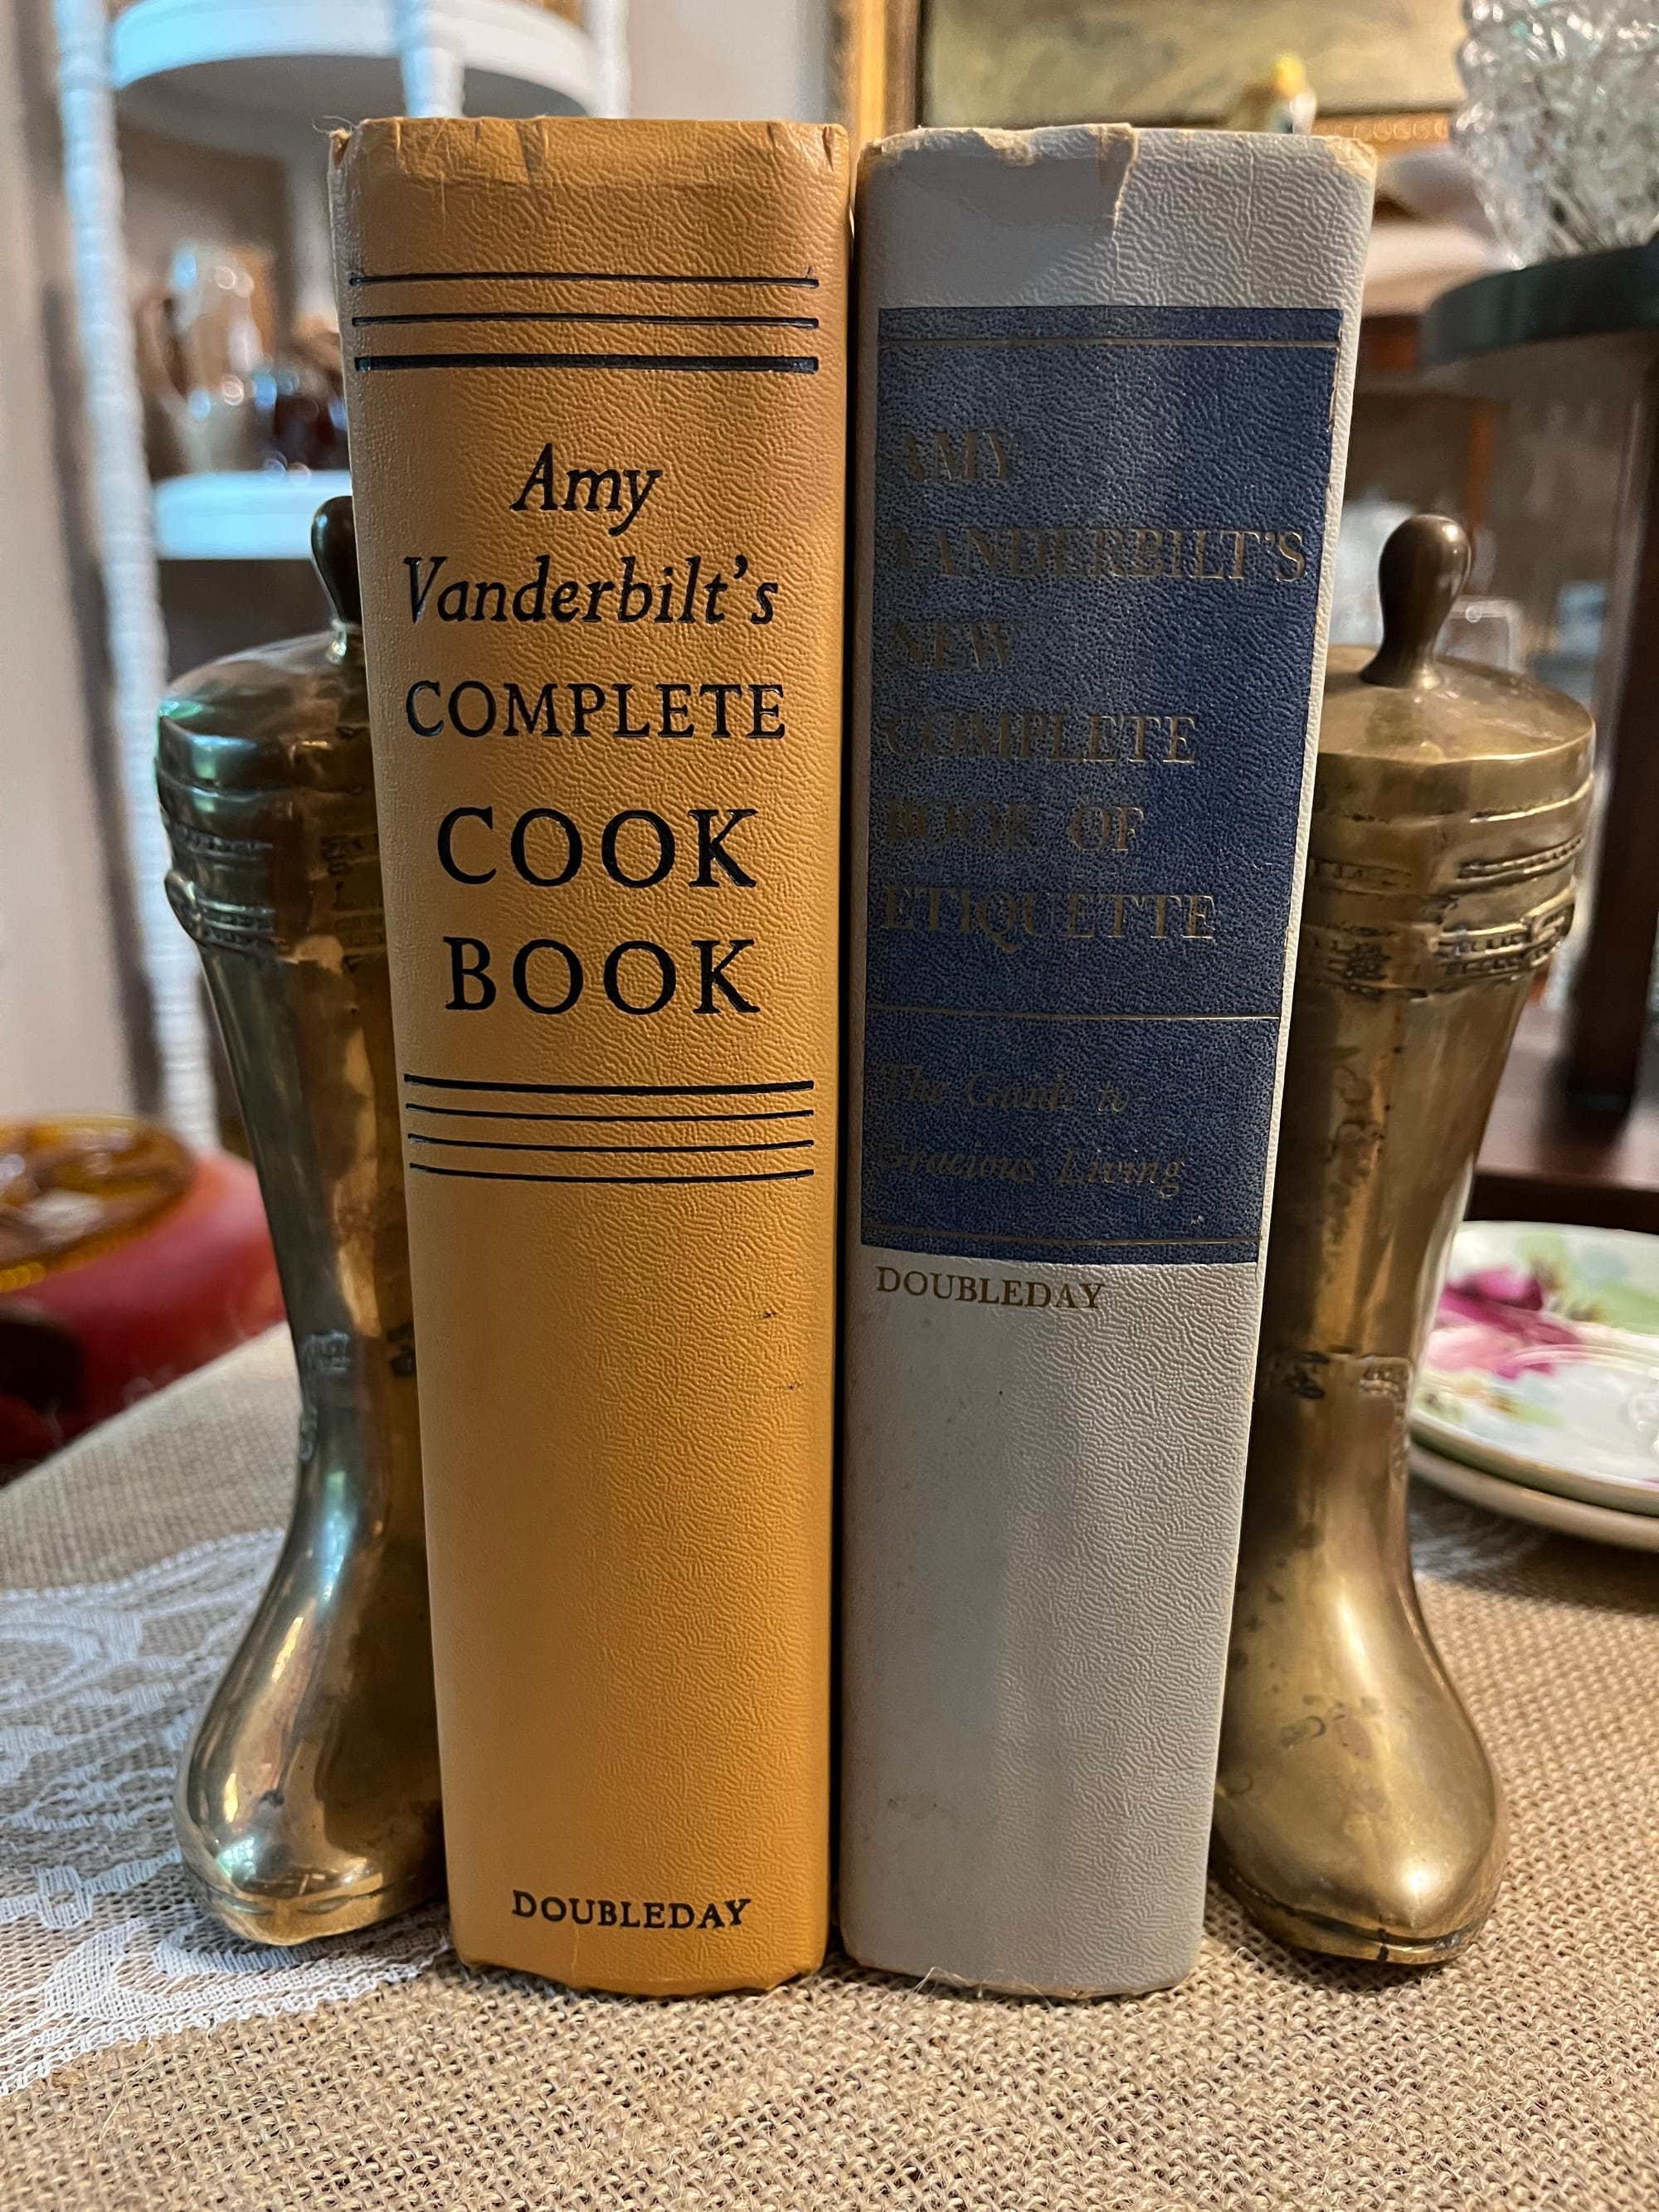 Amy
Vanderbilt's
COMPLETE
COOK
BOOK
DOUBLEDAY
AMY
VANDERBILT'S
NEW
COMPLETE
BOOK OF
ETIQUETTE
The Guide to
Gracious Living
DOUBLEDAY